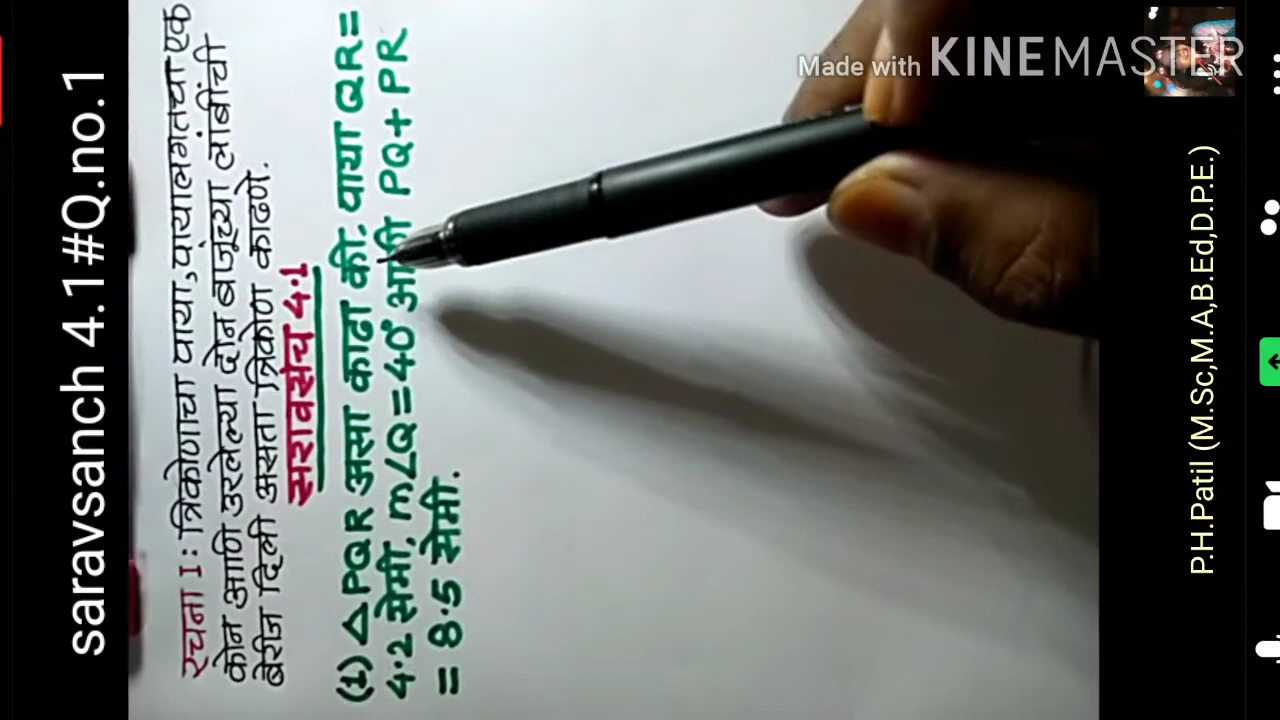 saravsanch 4.1#Q.no.1
रचना I : त्रिकोणाचा पाया, पायालगतचा एक
कोन आणि उरलेल्या दोन बाजूंच्या लांबींची
बेरीज दिली असता त्रिकोण काढणे.
सरावसंच 4.1
(1) △PQR असा काढा की, पाया QR=
4.2 सेमी, m∠Q=40° आणि PQ+ PR
= 8.5 सेमी.
P.H.Patil (M.Sc,M.A,B.Ed,D.P.E.)
Made with KINEMASTER